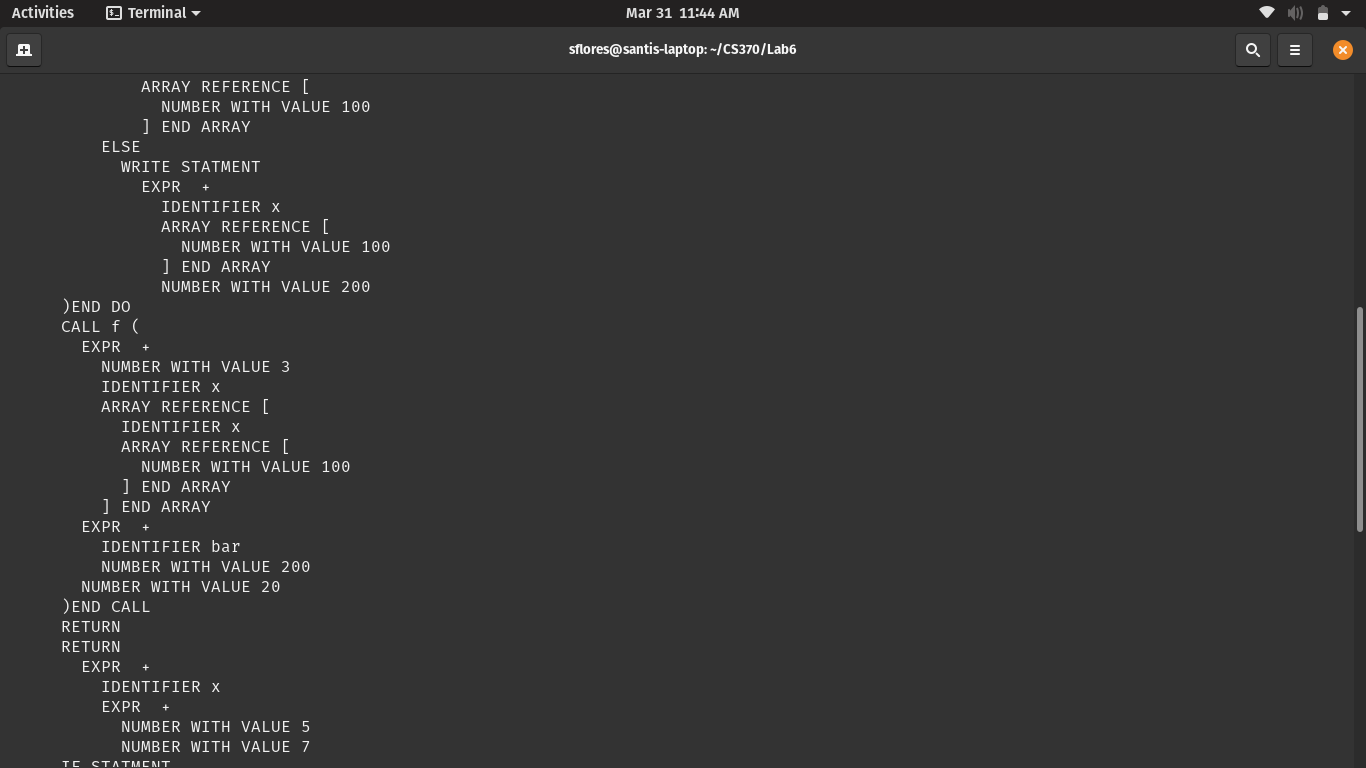 Activities Terminal Mar 31 11:44 AM
sflores@santis-laptop: ~/CS370/Lab6
ARRAY REFERENCE [
NUMBER WITH VALUE 100
] END ARRAY
ELSE
WRITE STATMENT
EXPR +
IDENTIFIER x
ARRAY REFERENCE [
NUMBER WITH VALUE 100
] END ARRAY
NUMBER WITH VALUE 200
)END DO
CALL f (
EXPR +
NUMBER WITH VALUE 3
IDENTIFIER x
ARRAY REFERENCE [
IDENTIFIER x
ARRAY REFERENCE [
NUMBER WITH VALUE 100
] END ARRAY
] END ARRAY
EXPR +
IDENTIFIER bar
NUMBER WITH VALUE 200
NUMBER WITH VALUE 20
)END CALL
RETURN
RETURN
EXPR +
IDENTIFIER x
EXPR +
NUMBER WITH VALUE 5
NUMBER WITH VALUE 7
IF STATMENT